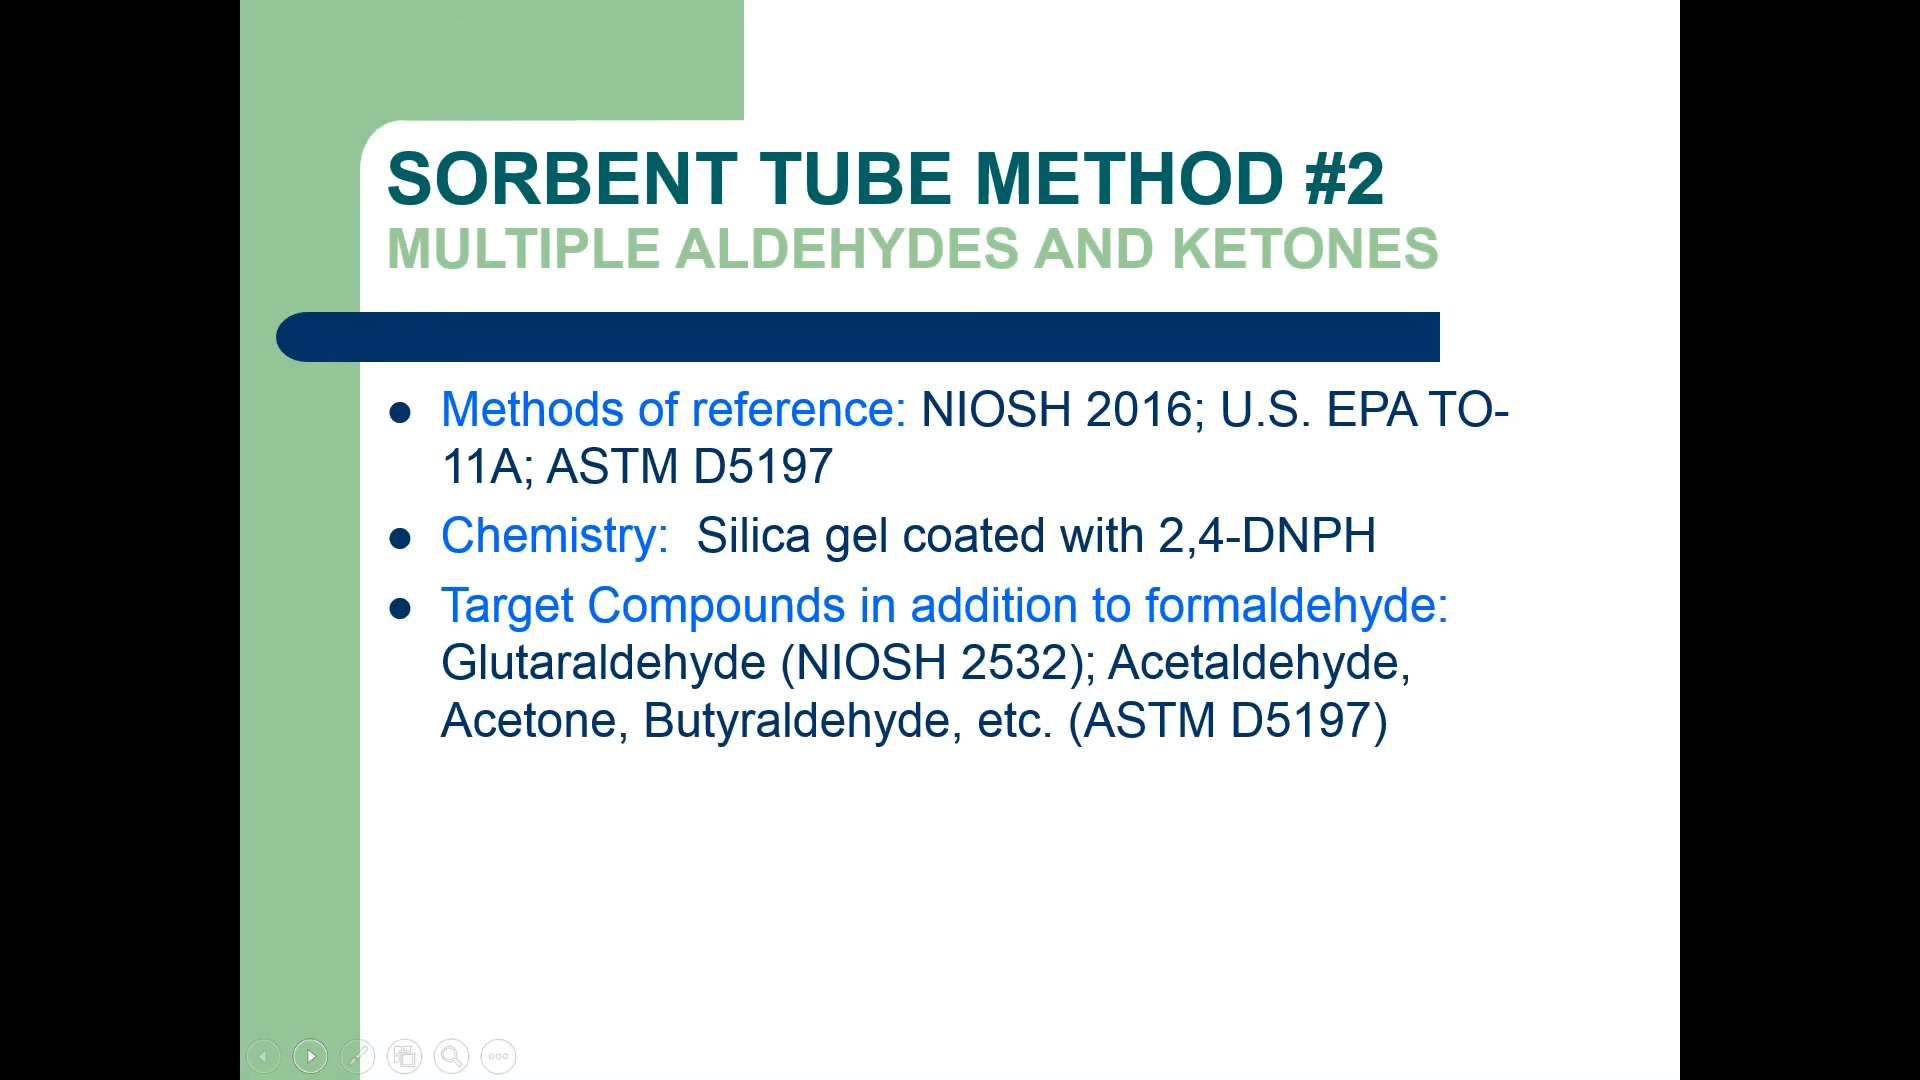 SORBENT TUBE METHOD #2
MULTIPLE ALDEHYDES AND KETONES
● Methods of reference: NIOSH 2016; U.S. EPA TO-
11A; ASTM D5197
● Chemistry:  Silica gel coated with 2,4-DNPH
● Target Compounds in addition to formaldehyde:
Glutaraldehyde (NIOSH 2532); Acetaldehyde,
Acetone, Butyraldehyde, etc. (ASTM D5197)